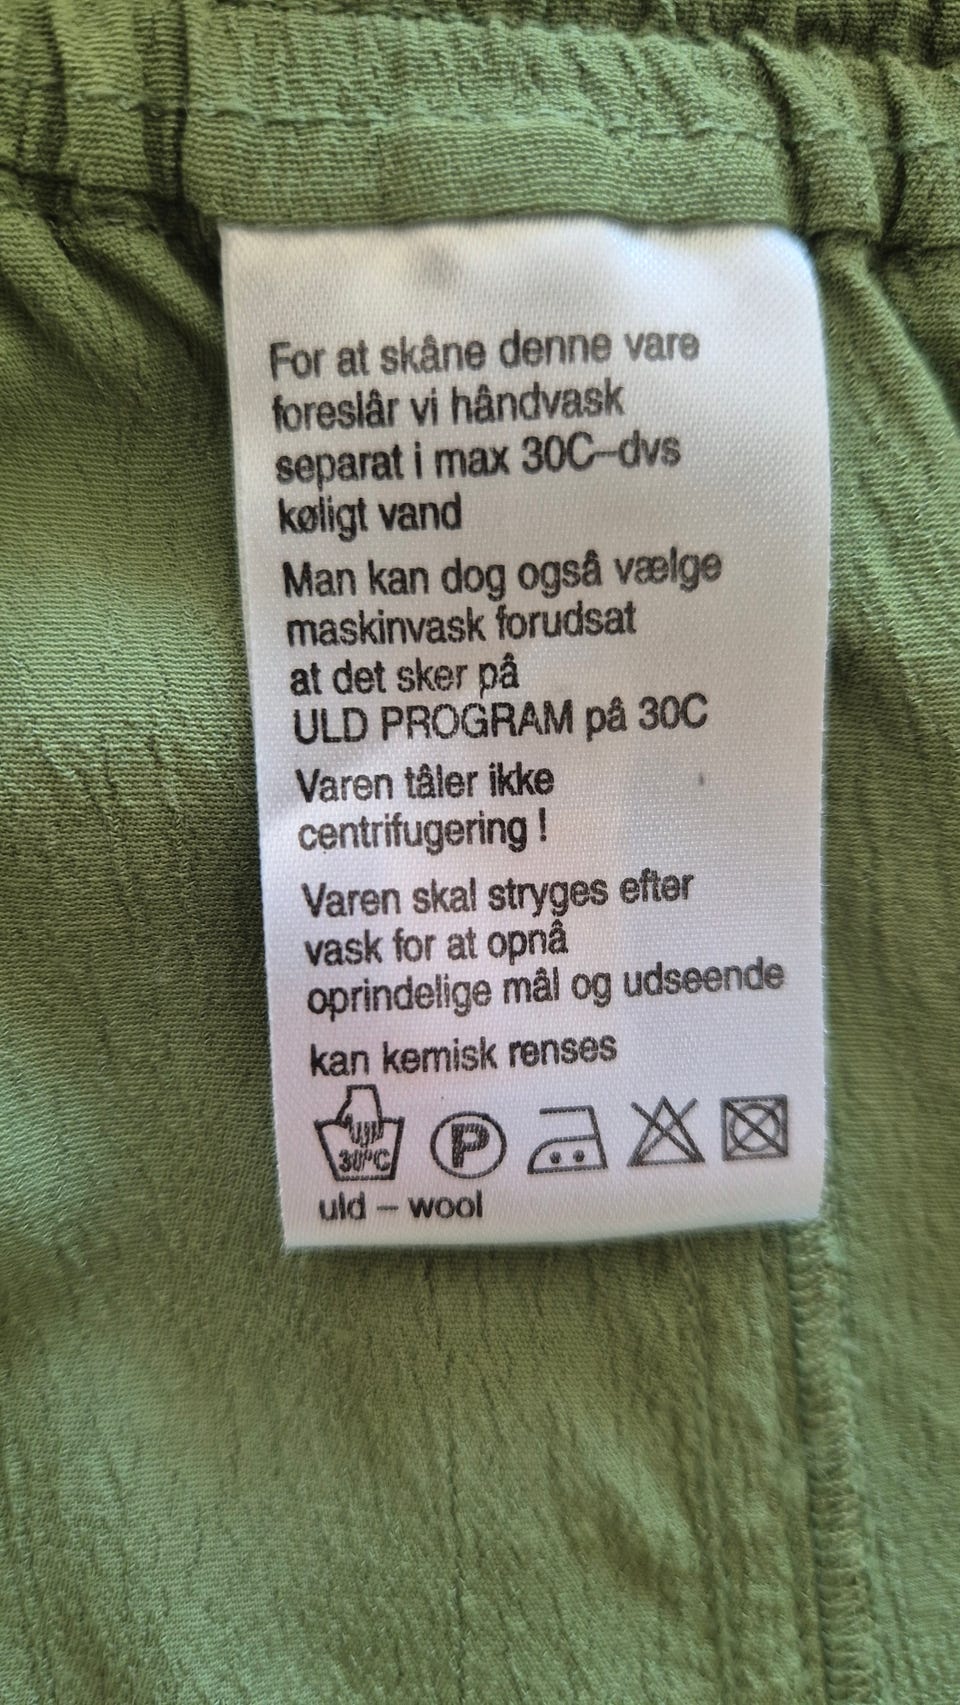 For at skåne denne vare
foreslår vi håndvask
separat i max 30C–dvs
køligt vand
Man kan dog også vælge
maskinvask forudsat
at det sker på
ULD PROGRAM på 30C
Varen tåler ikke
centrifugering !
Varen skal stryges efter
vask for at opnå
oprindelige mål og udseende
kan kemisk renses
30°C P
uld – wool